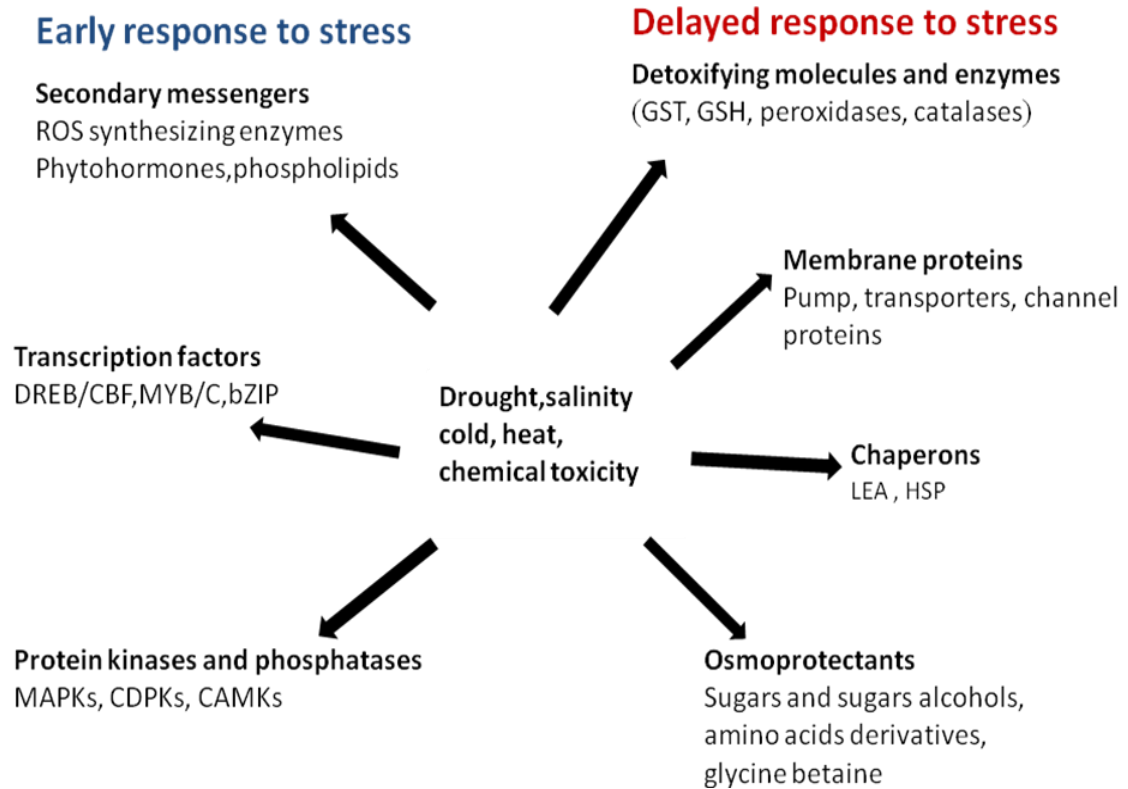 Early response to stress
Secondary messengers
ROS synthesizing enzymes
Phytohormones,phospholipids
Transcription factors
DREB/CBF,MYB/C,bZIP
Protein kinases and phosphatases
MAPKs, CDPKs, CAMKs
Drought,salinity
cold, heat,
chemical toxicity
Delayed response to stress
Detoxifying molecules and enzymes
(GST, GSH, peroxidases, catalases)
Membrane proteins
Pump, transporters, channel
proteins
Chaperons
LEA , HSP
Osmoprotectants
Sugars and sugars alcohols,
amino acids derivatives,
glycine betaine